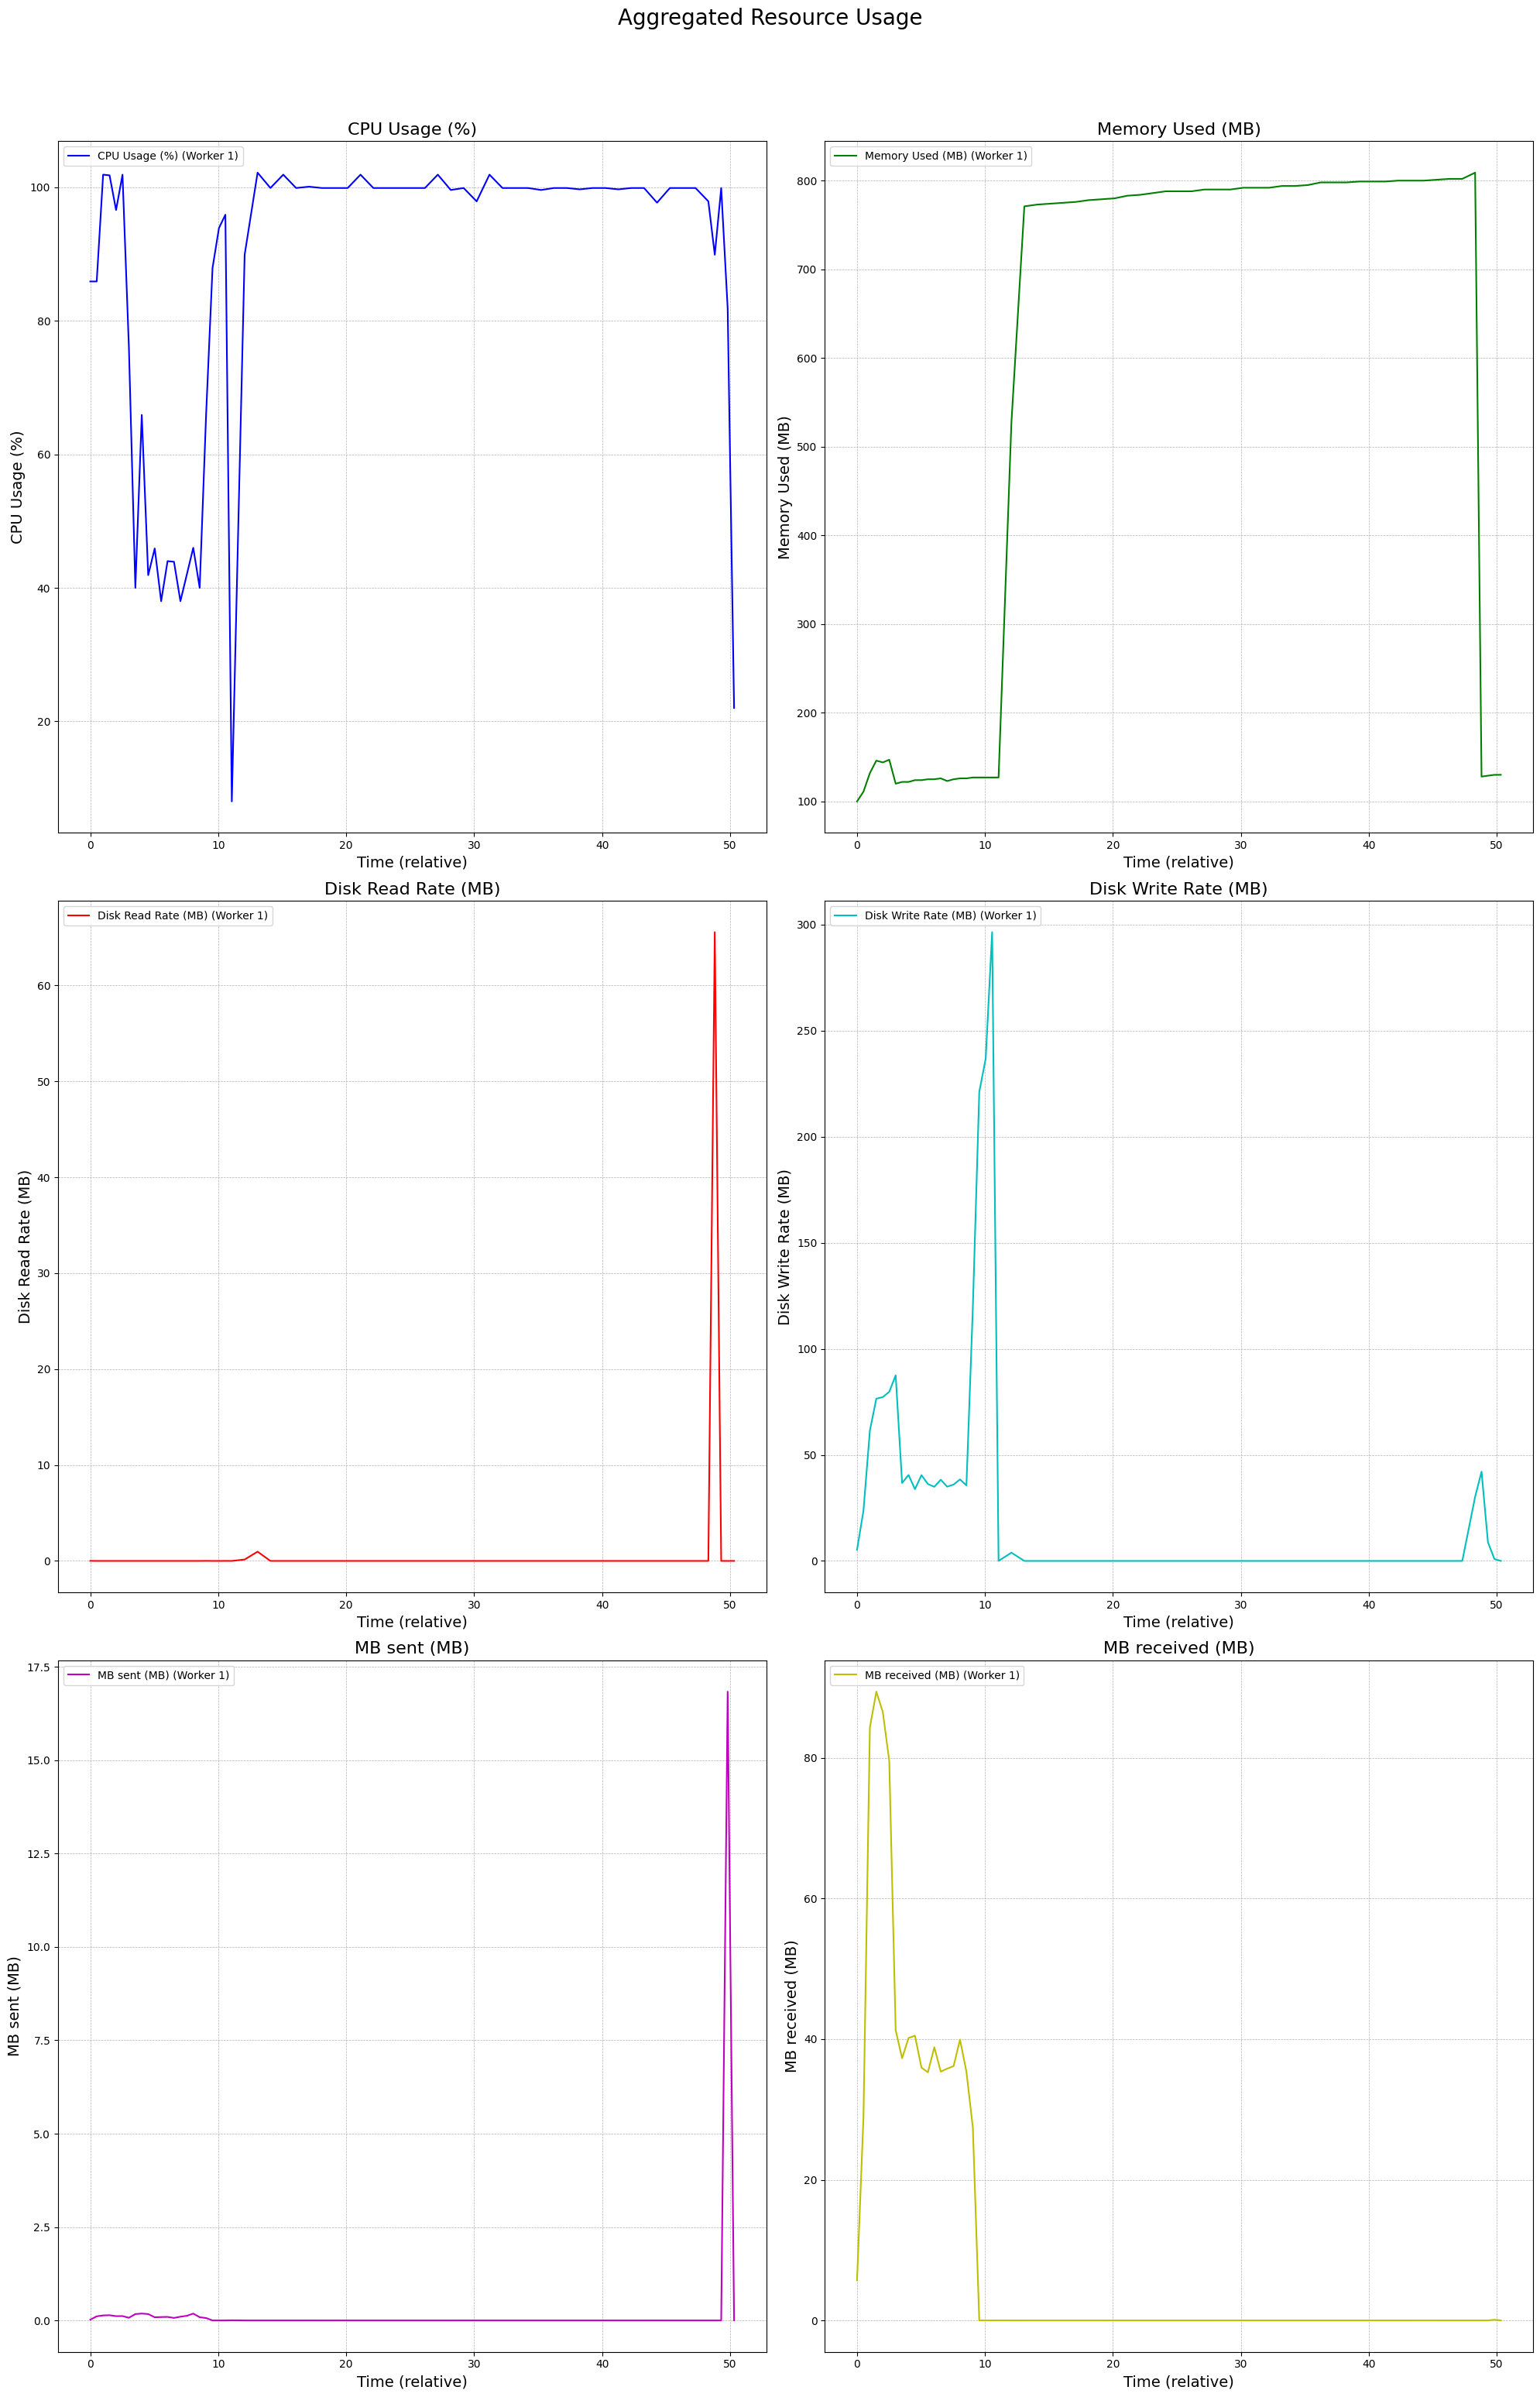 Aggregated Resource Usage
CPU Usage (%)
CPU Usage (%) (Worker 1)
100
80
60
40
20
CPU Usage (%)
0 10 20 30 40 50
Time (relative)
Memory Used (MB)
Memory Used (MB) (Worker 1)
800
700
600
500
400
300
200
100
Memory Used (MB)
0 10 20 30 40 50
Time (relative)
Disk Read Rate (MB)
Disk Read Rate (MB) (Worker 1)
60
50
40
30
20
10
0
Disk Read Rate (MB)
0 10 20 30 40 50
Time (relative)
Disk Write Rate (MB)
Disk Write Rate (MB) (Worker 1)
300
250
200
150
100
50
0
Disk Write Rate (MB)
0 10 20 30 40 50
Time (relative)
MB sent (MB)
MB sent (MB) (Worker 1)
17.5
15.0
12.5
10.0
7.5
5.0
2.5
0.0
MB sent (MB)
0 10 20 30 40 50
Time (relative)
MB received (MB)
MB received (MB) (Worker 1)
80
60
40
20
0
MB received (MB)
0 10 20 30 40 50
Time (relative)